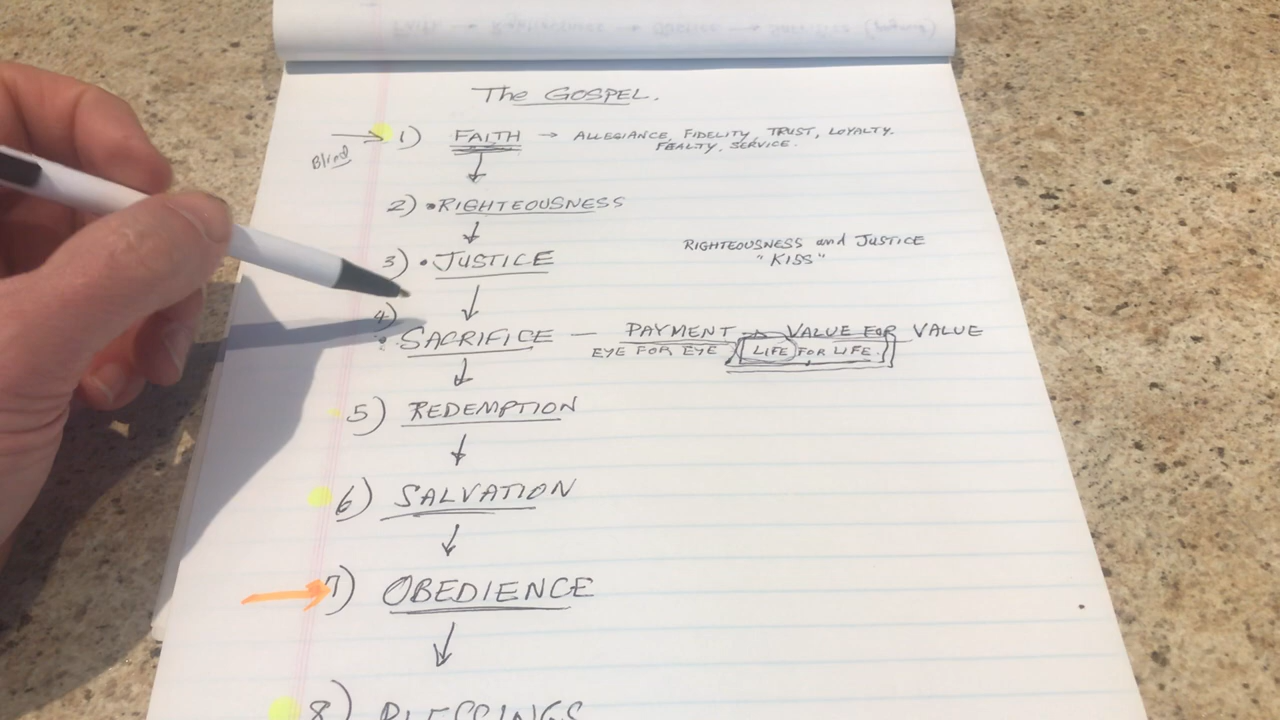 The GOSPEL.
1) FAITH → ALLEGIANCE, FIDELITY, TRUST, LOYALTY.
FEALTY, SERVICE.
Blind
2) • RIGHTEOUSNESS
3) • JUSTICE
RIGHTEOUSNESS and JUSTICE
"KISS"
4)
• SACRIFICE — PAYMENT → VALUE FOR VALUE
EYE FOR EYE LIFE FOR LIFE.
5) REDEMPTION
6) SALVATION
7) OBEDIENCE
8) BLESSINGS